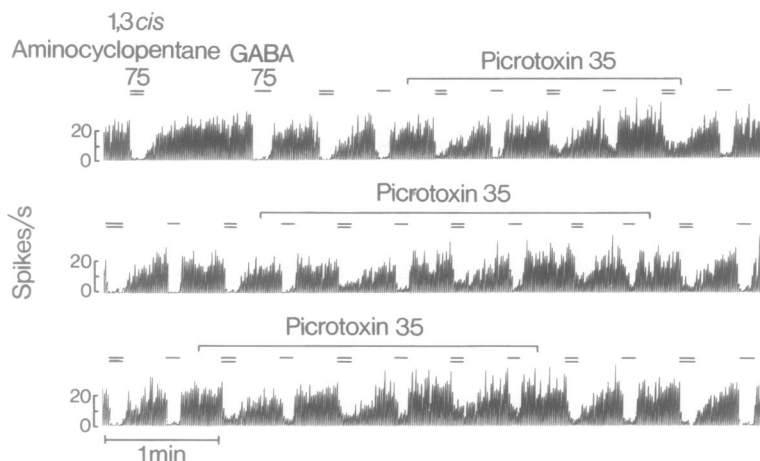 1,3 cis
Aminocyclopentane GABA
75 75
Picrotoxin 35
20
0
Picrotoxin 35
20
0
Picrotoxin 35
20
0
Spikes/s
1min